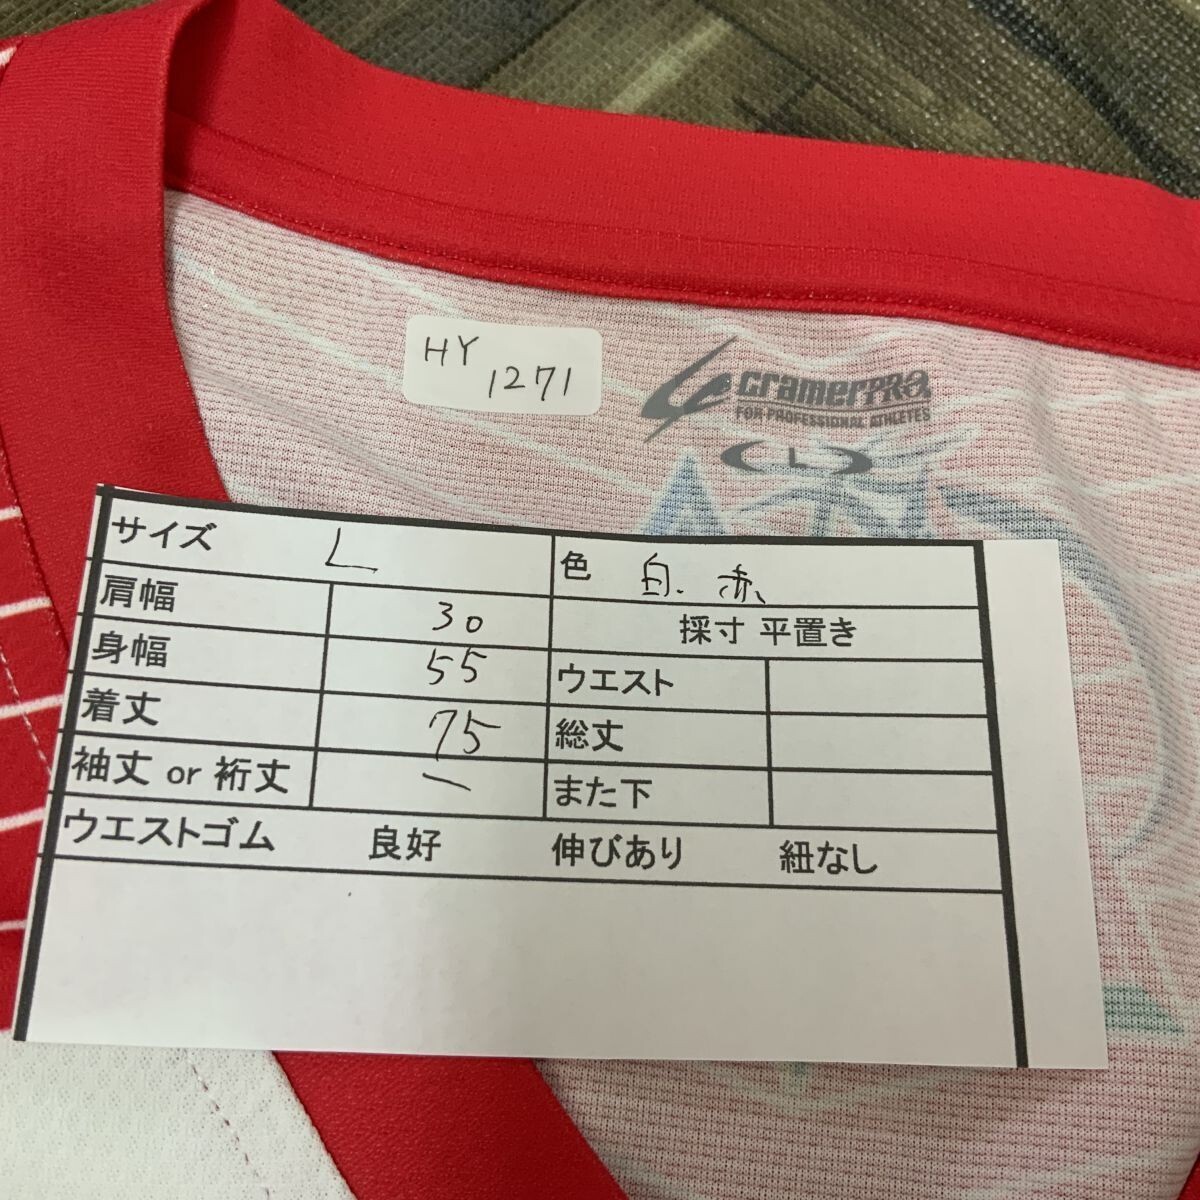 HY
1271
cramerPRO
FOR PROFESSIONAL ATHLETES
L
サイズ L 色 白.赤、
肩幅 30 採寸 平置き
身幅 55 ウエスト
着丈 75 総丈
袖丈 or 裄丈 ー また下
ウエストゴム 良好 伸びあり 紐なし